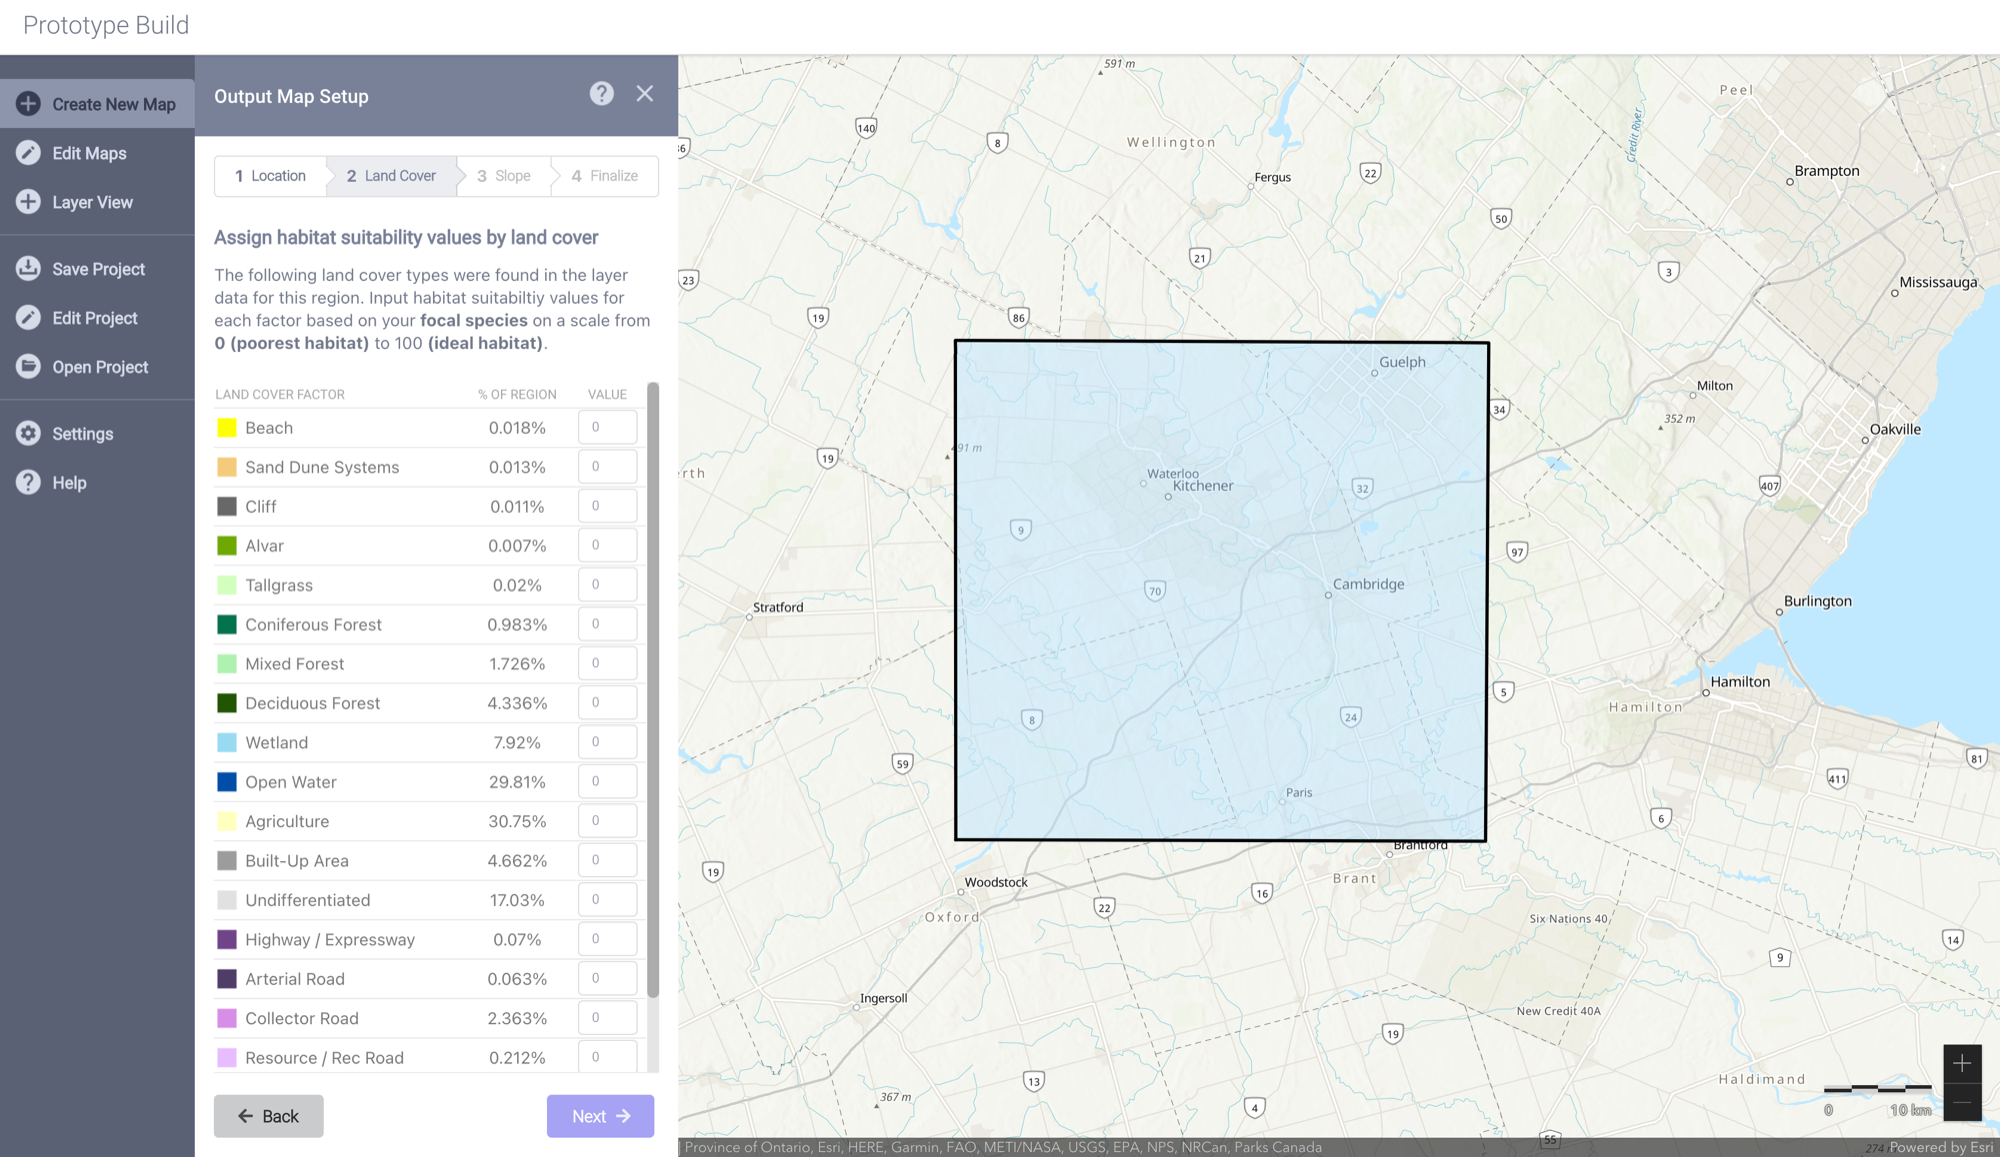 Prototype Build
Create New Map
Edit Maps
Layer View
Save Project
Edit Project
Open Project
Settings
Help
Output Map Setup
?
1 Location
2 Land Cover
3 Slope
4 Finalize
Assign habitat suitability values by land cover
The following land cover types were found in the layer
data for this region. Input habitat suitabiltiy values for
each factor based on your focal species on a scale from
0 (poorest habitat) to 100 (ideal habitat).
LAND COVER FACTOR % OF REGION VALUE
Beach 0.018% 0
Sand Dune Systems 0.013% 0
Cliff 0.011% 0
Alvar 0.007% 0
Tallgrass 0.02% 0
Coniferous Forest 0.983% 0
Mixed Forest 1.726% 0
Deciduous Forest 4.336% 0
Wetland 7.92% 0
Open Water 29.81% 0
Agriculture 30.75% 0
Built-Up Area 4.662% 0
Undifferentiated 17.03% 0
Highway / Expressway 0.07% 0
Arterial Road 0.063% 0
Collector Road 2.363% 0
Resource / Rec Road 0.212% 0
Back
Next
591 m
Peel
140
8
Wellington
Credit River
Fergus
22
Brampton
50
21
23
3
Mississauga
19
86
Guelph
Milton
34
352 m
Oakville
19
91 m
rth
Waterloo
Kitchener
32
407
9
97
Cambridge
70
Stratford
Burlington
Hamilton
5
Hamilton
8
24
59
81
411
Paris
6
Brantford
19
Woodstock
Brant
16
22
Oxford
Six Nations 40
14
9
Ingersoll
New Credit 40A
19
13
Haldimand
367 m
4
0 10 km
55
Province of Ontario, Esri, HERE, Garmin, FAO, METI/NASA, USGS, EPA, NPS, NRCan, Parks Canada
274
Powered by Esri